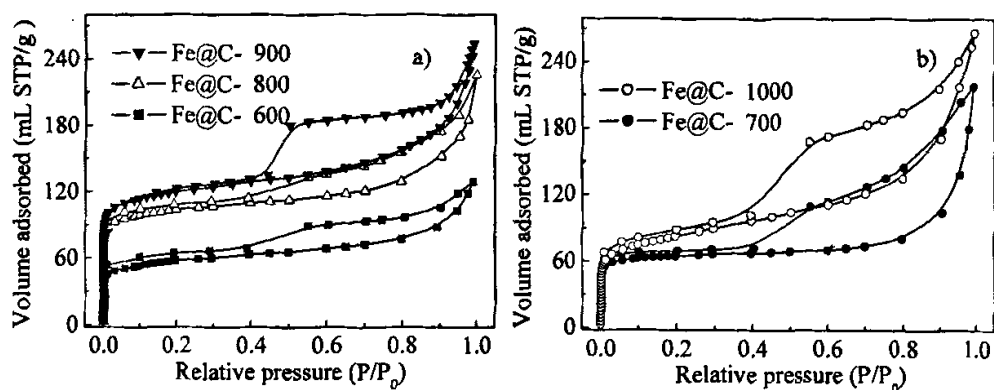 a)
Fe@C- 900
Fe@C- 800
Fe@C- 600
Volume adsorbed (mL STP/g)
240
180
120
60
0
0.0 0.2 0.4 0.6 0.8 1.0
Relative pressure (P/P₀)
b)
Fe@C- 1000
Fe@C- 700
Volume adsorbed (mL STP/g)
240
180
120
60
0
0.0 0.2 0.4 0.6 0.8 1.0
Relative pressure (P/P₀)